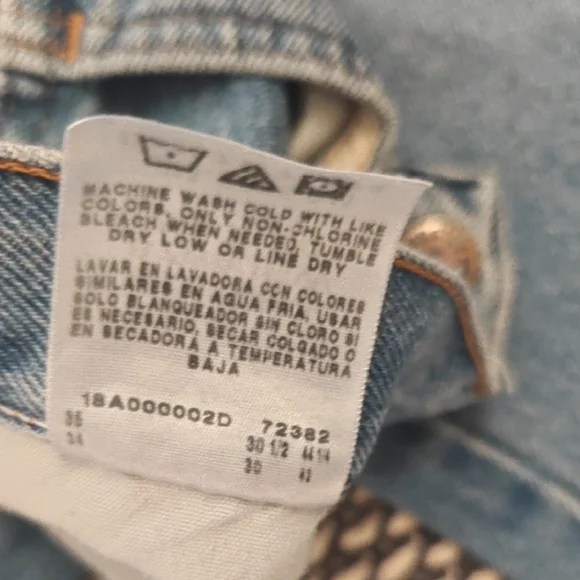 MACHINE WASH COLD WITH LIKE
COLORS, ONLY NON-CHLORINE
BLEACH WHEN NEEDED, TUMBLE
DRY LOW OR LINE DRY
LAVAR EN LAVADORA CON COLORES
SIMILARES EN AGUA FRIA, USAR
SOLO BLANQUEADOR SIN CLORO SI
ES NECESARIO, SECAR COLGADO O
EN SECADORA A TEMPERATURA
BAJA
18A000002D 72382
30 1/2
30